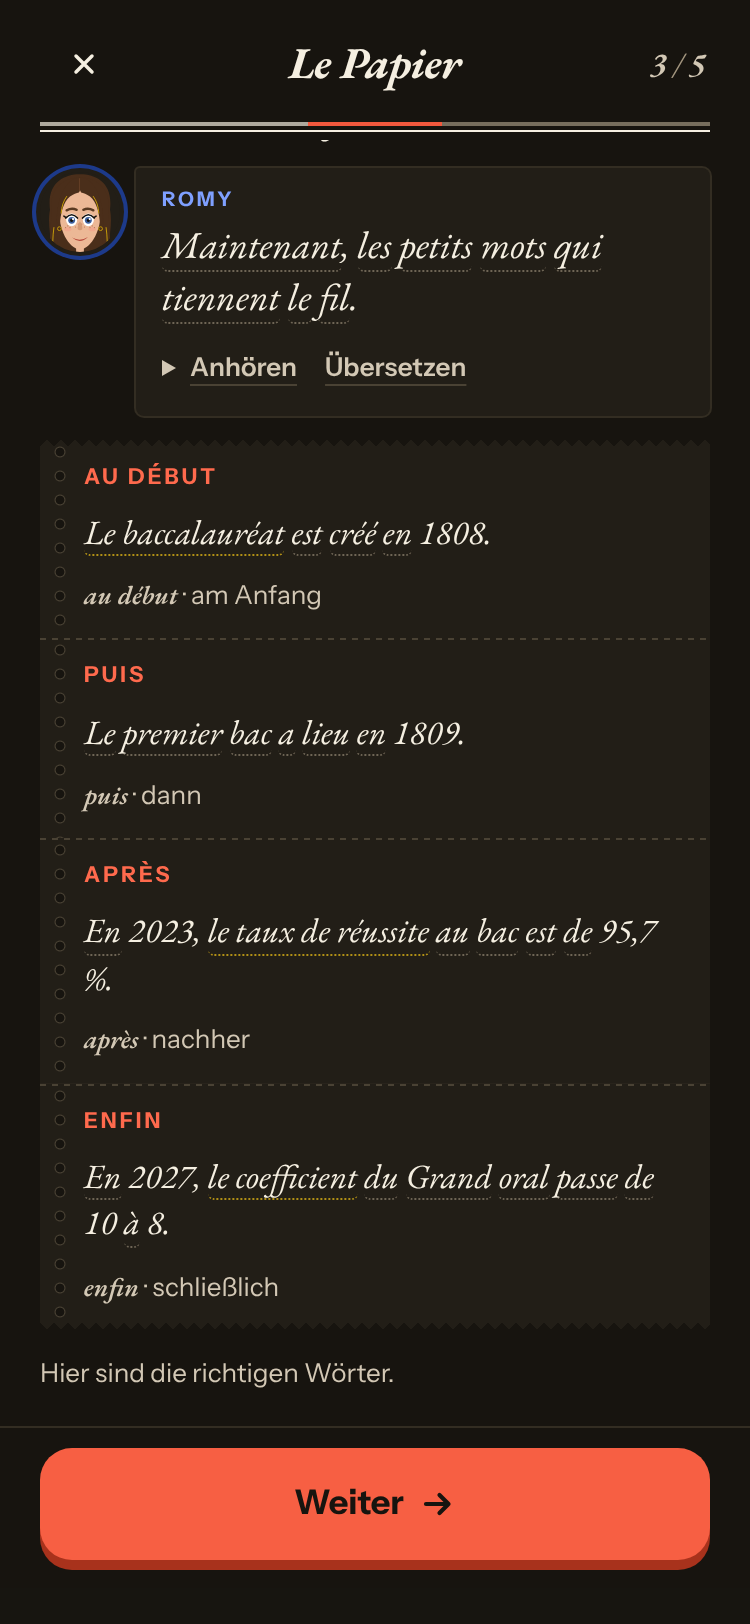 Le Papier
3 / 5
ROMY
Maintenant, les petits mots qui
tiennent le fil.
Anhören Übersetzen
AU DÉBUT
Le baccalauréat est créé en 1808.
au début · am Anfang
PUIS
Le premier bac a lieu en 1809.
puis · dann
APRÈS
En 2023, le taux de réussite au bac est de 95,7
%.
après · nachher
ENFIN
En 2027, le coefficient du Grand oral passe de
10 à 8.
enfin · schließlich
Hier sind die richtigen Wörter.
Weiter →